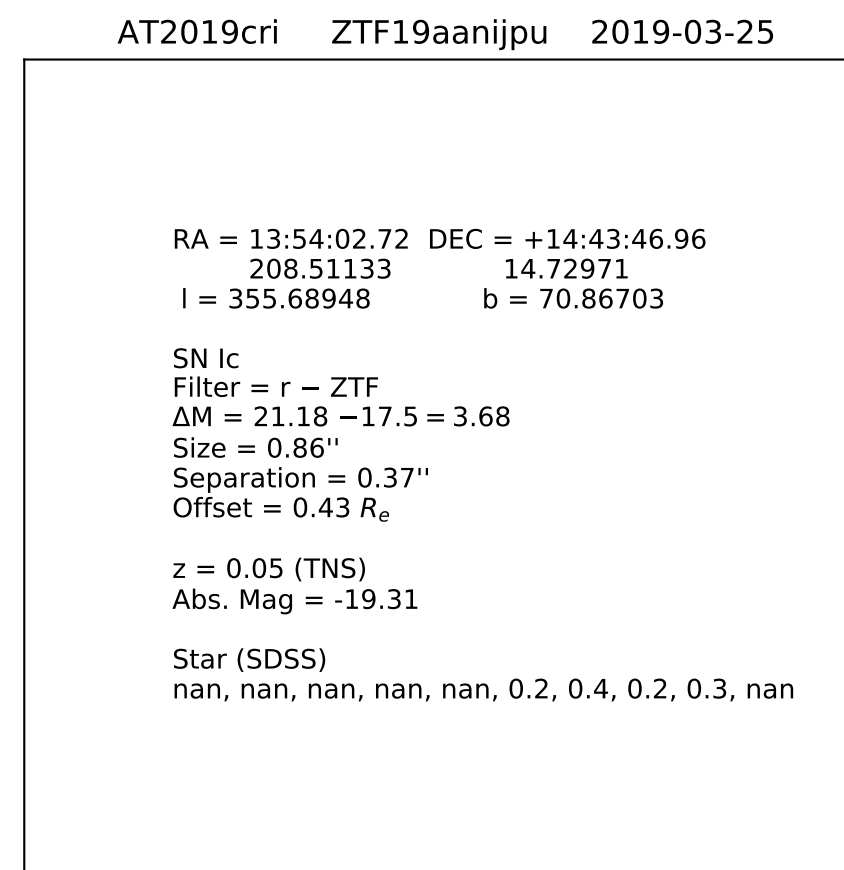 AT2019cri ZTF19aanijpu 2019-03-25
RA = 13:54:02.72 DEC = +14:43:46.96
208.51133 14.72971
l = 355.68948 b = 70.86703
SN Ic
Filter = r − ZTF
ΔM = 21.18 −17.5 = 3.68
Size = 0.86''
Separation = 0.37''
Offset = 0.43 Rₑ
z = 0.05 (TNS)
Abs. Mag = -19.31
Star (SDSS)
nan, nan, nan, nan, nan, 0.2, 0.4, 0.2, 0.3, nan